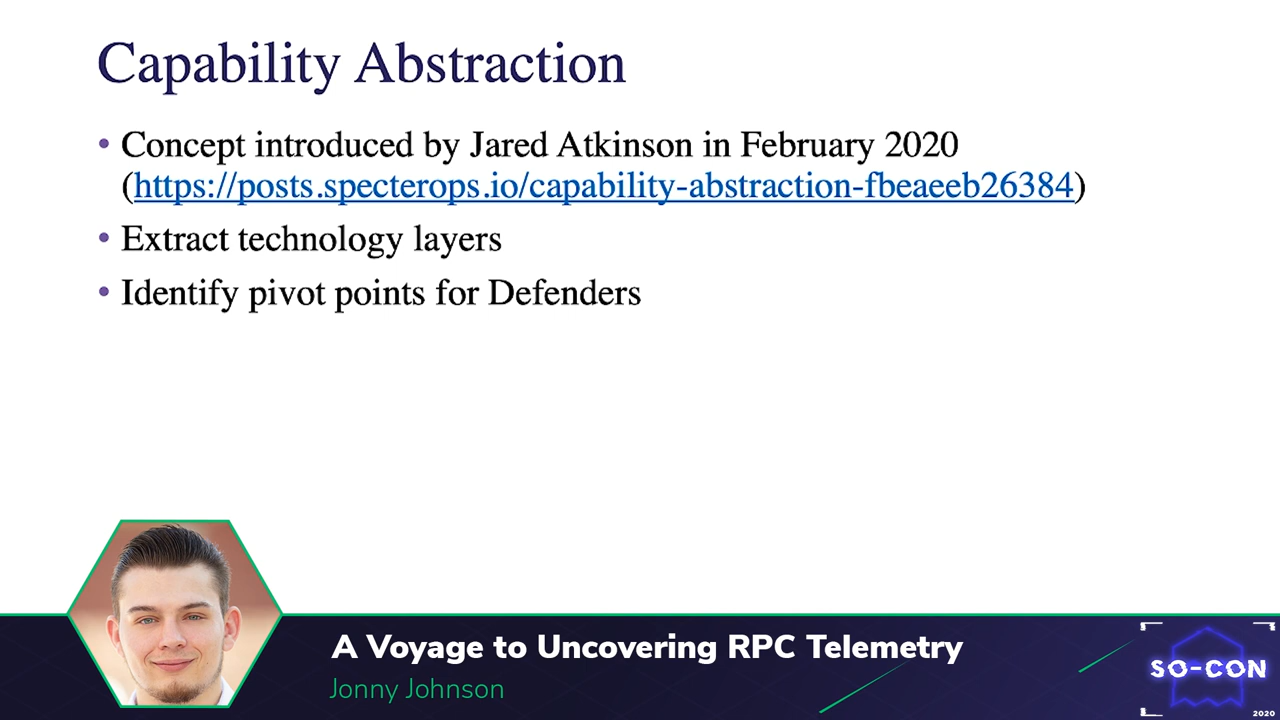 Capability Abstraction
• Concept introduced by Jared Atkinson in February 2020
(https://posts.specterops.io/capability-abstraction-fbeaeeb26384)
• Extract technology layers
• Identify pivot points for Defenders
A Voyage to Uncovering RPC Telemetry
Jonny Johnson
SO-CON
2020